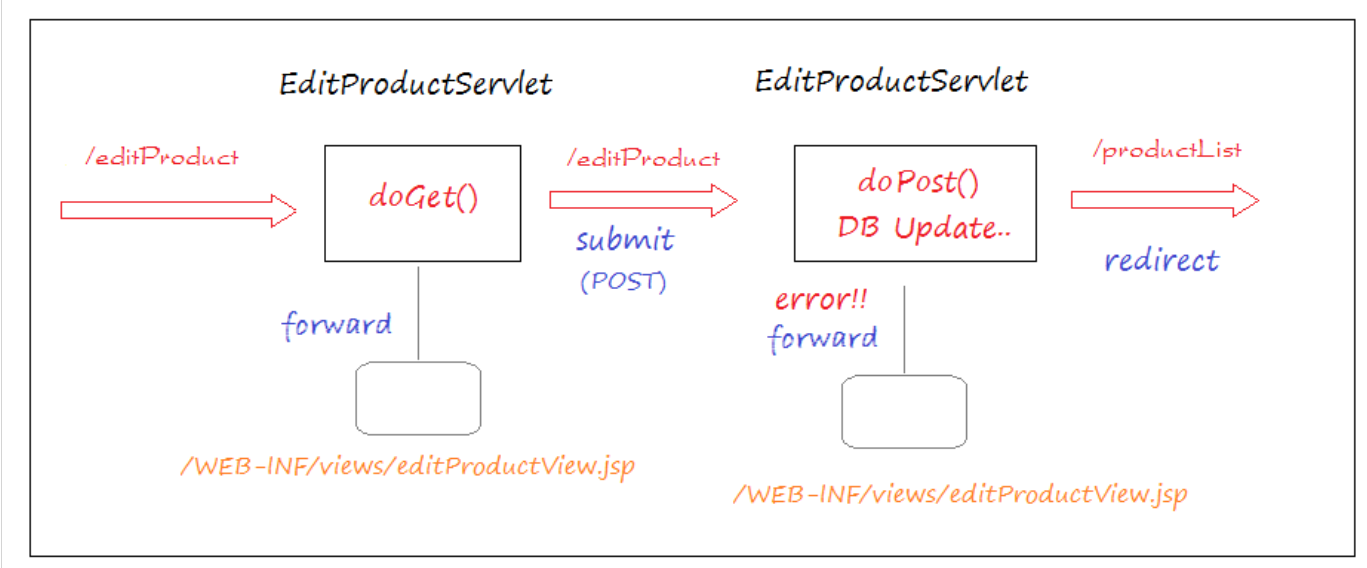 EditProductServlet
EditProductServlet
/editProduct
doGet()
/editProduct
submit
(POST)
doPost()
DB Update..
/productList
redirect
forward
error!!
forward
/WEB-INF/views/editProductView.jsp
/WEB-INF/views/editProductView.jsp